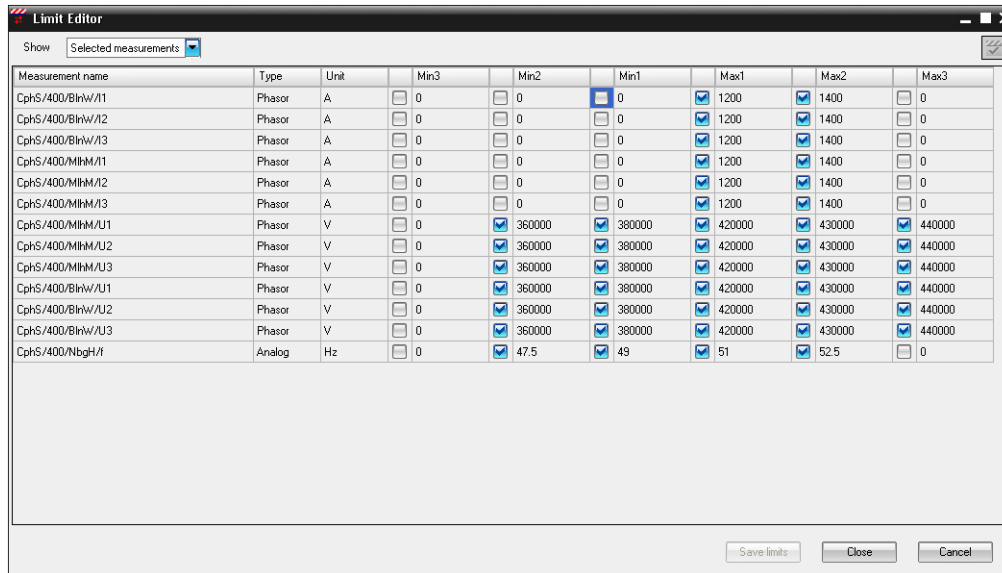 Limit Editor
Show Selected measurements
Measurement name Type Unit Min3 Min2 Min1 Max1 Max2 Max3
CphS/400/BlnW/I1 Phasor A 0 0 0 1200 1400 0
CphS/400/BlnW/I2 Phasor A 0 0 0 1200 1400 0
CphS/400/BlnW/I3 Phasor A 0 0 0 1200 1400 0
CphS/400/MlhM/I1 Phasor A 0 0 0 1200 1400 0
CphS/400/MlhM/I2 Phasor A 0 0 0 1200 1400 0
CphS/400/MlhM/I3 Phasor A 0 0 0 1200 1400 0
CphS/400/MlhM/U1 Phasor V 0 360000 380000 420000 430000 440000
CphS/400/MlhM/U2 Phasor V 0 360000 380000 420000 430000 440000
CphS/400/MlhM/U3 Phasor V 0 360000 380000 420000 430000 440000
CphS/400/BlnW/U1 Phasor V 0 360000 380000 420000 430000 440000
CphS/400/BlnW/U2 Phasor V 0 360000 380000 420000 430000 440000
CphS/400/BlnW/U3 Phasor V 0 360000 380000 420000 430000 440000
CphS/400/NbgH/f Analog Hz 0 47.5 49 51 52.5 0
Save limits Close Cancel